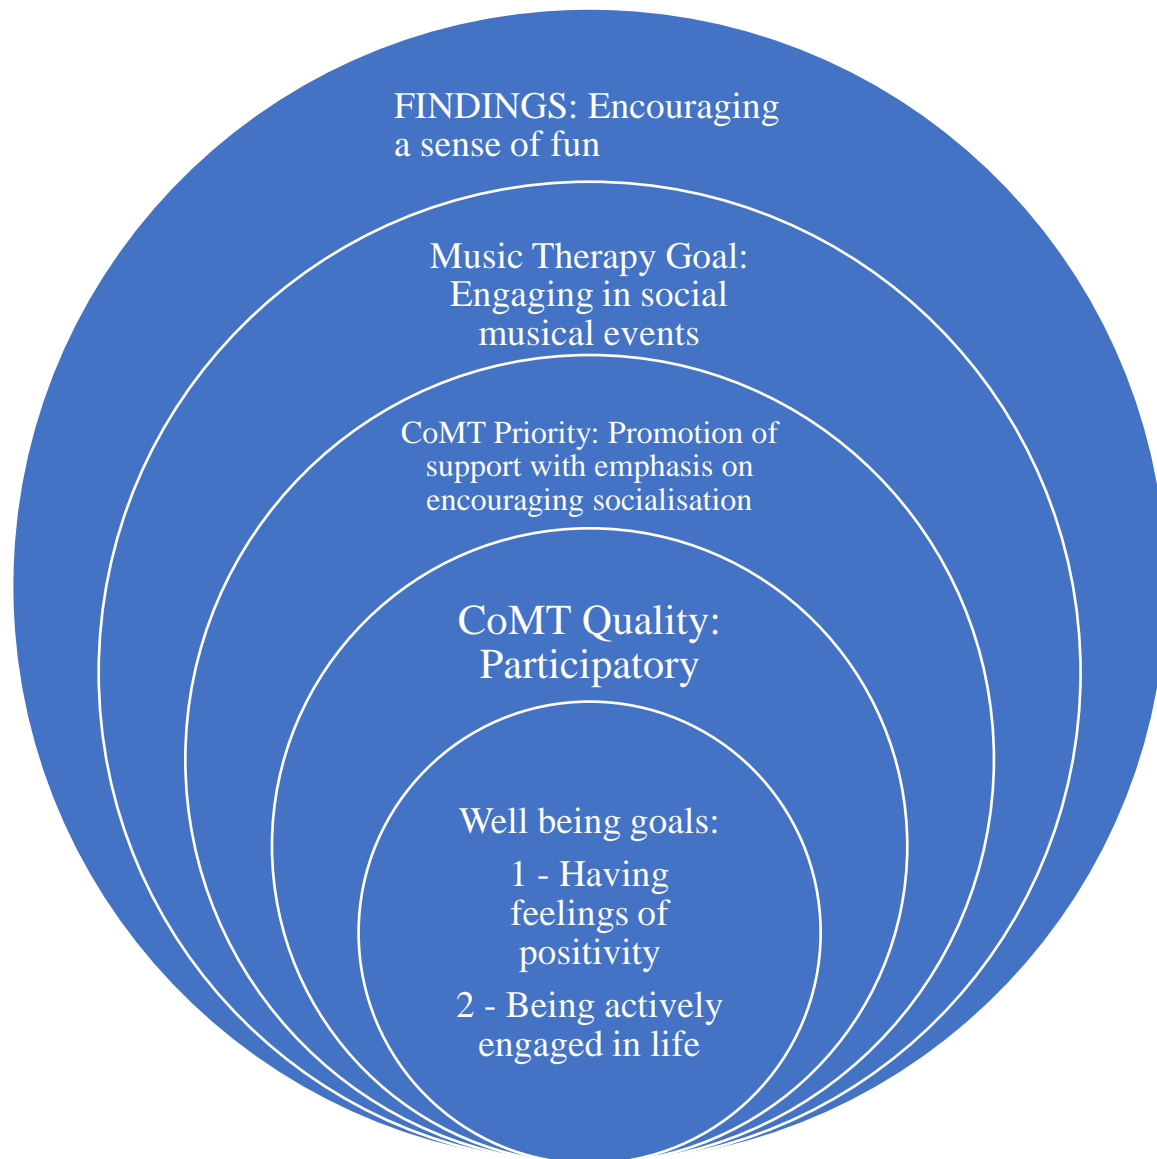 FINDINGS: Encouraging
a sense of fun
Music Therapy Goal:
Engaging in social
musical events
CoMT Priority: Promotion of
support with emphasis on
encouraging socialisation
CoMT Quality:
Participatory
Well being goals:
1 - Having
feelings of
positivity
2 - Being actively
engaged in life